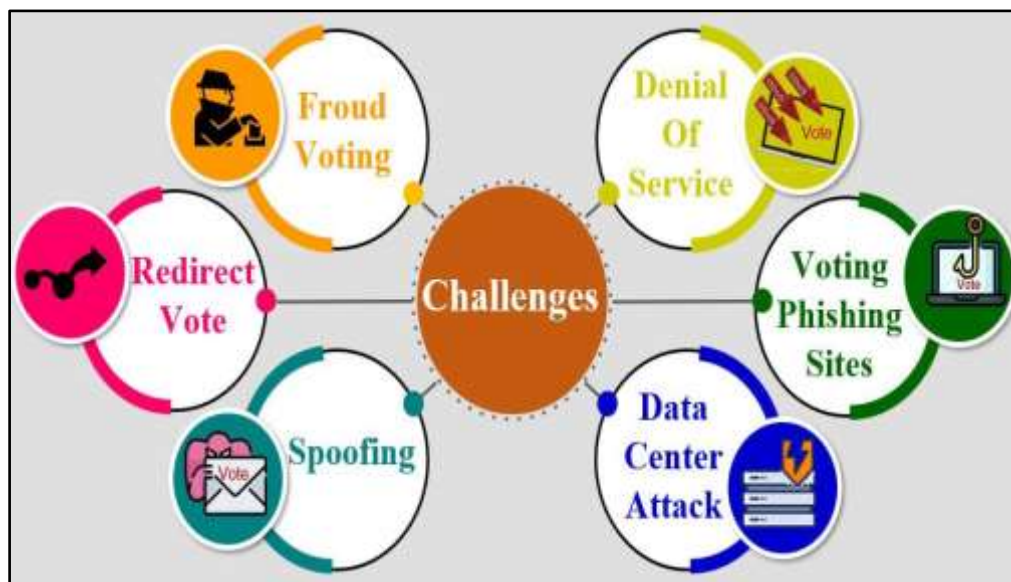 Froud
Voting
Denial
Of
Service
Vote
Redirect
Vote
Challenges
Voting
Phishing
Sites
Vote
Spoofing
Vote
Data
Center
Attack